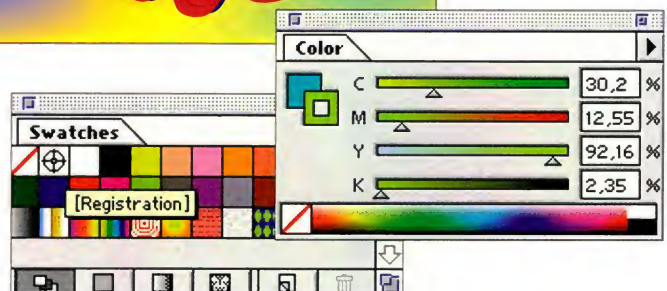 Color
C 30,2 %
M 12,55 %
Y 92,16 %
K 2,35 %
Swatches
[Registration]